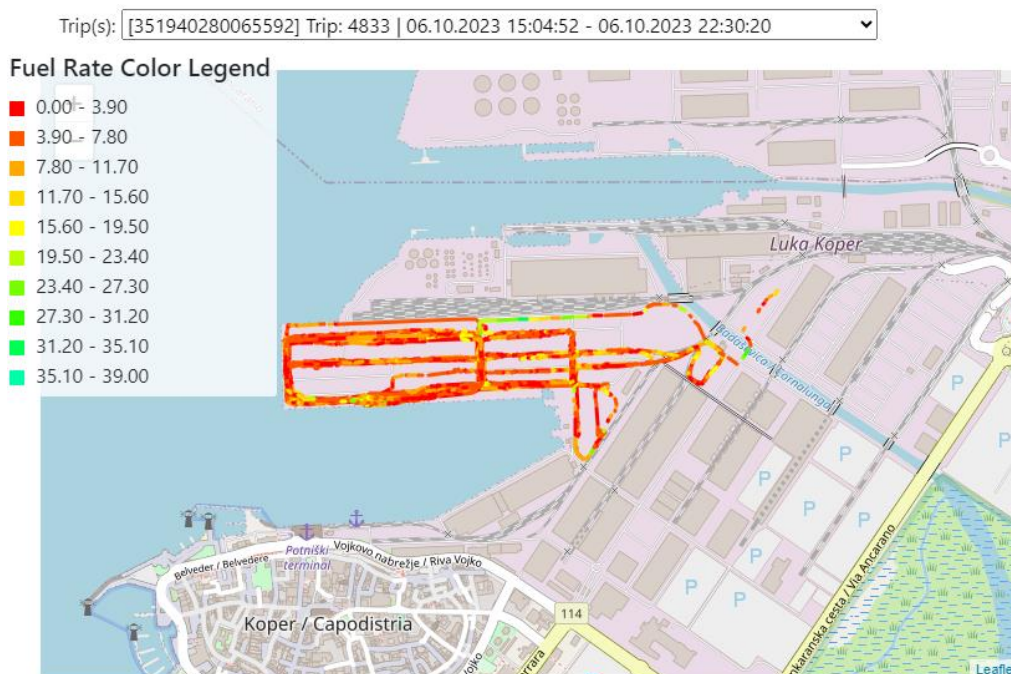 Trip(s): [351940280065592] Trip: 4833 | 06.10.2023 15:04:52 - 06.10.2023 22:30:20
Fuel Rate Color Legend
0.00 - 3.90
3.90 - 7.80
7.80 - 11.70
11.70 - 15.60
15.60 - 19.50
19.50 - 23.40
23.40 - 27.30
27.30 - 31.20
31.20 - 35.10
35.10 - 39.00
Luka Koper
Badaševica / Cornalunga
P
P
P
P
P
P
P
Potniški
terminal
Vojkovo nabrežje / Riva Vojko
Belveder / Belvedere
114
Koper / Capodistria
Vojko
rrara
nkaranska cesta / Via Ancarano
Leafle